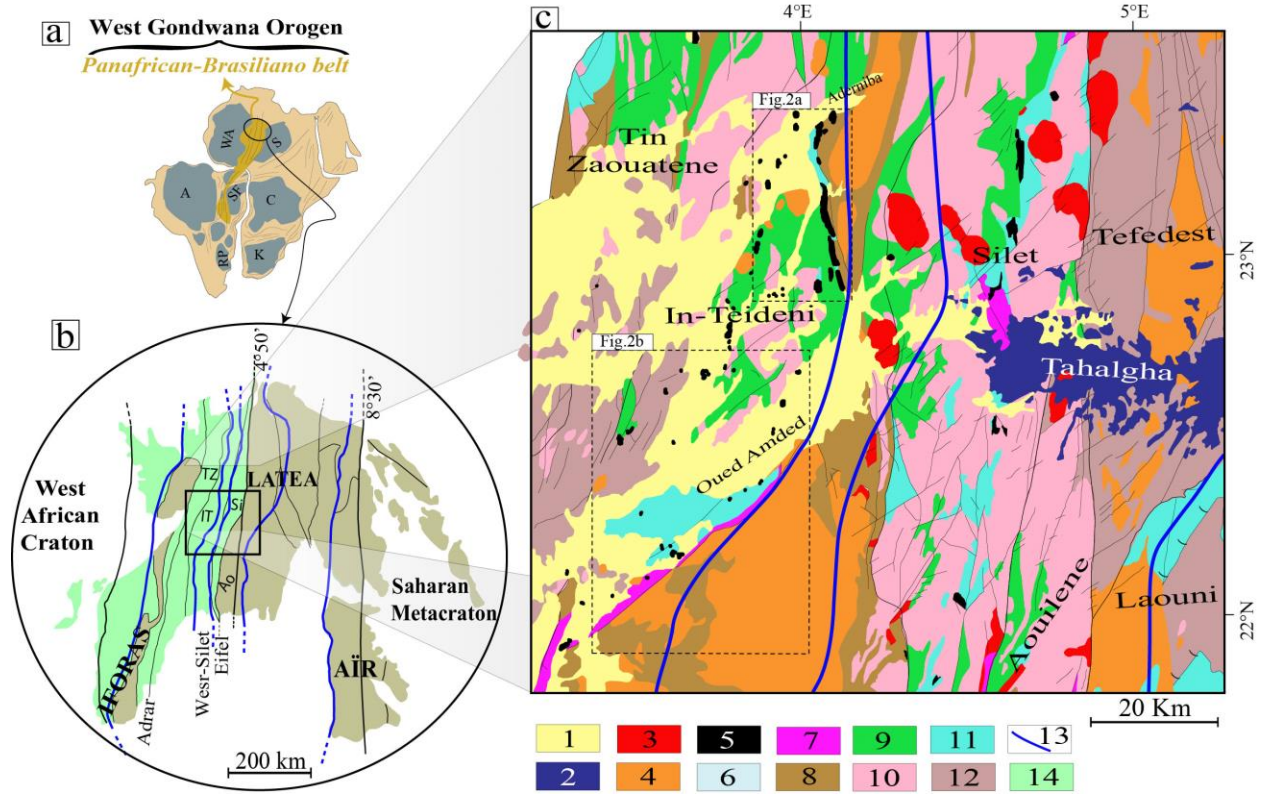 a
West Gondwana Orogen
Panafrican-Brasiliano belt
WA
S
A
SF
C
RP
K
b
4°50'
8°30'
West
African
Craton
TZ
LATEA
IT
Si
Ao
Saharan
Metacraton
IFORAS
Adrar
Wesr-Silet
Eifel
AÏR
200 km
c
4°E
5°E
Fig.2a
Ademiba
Tin
Zaouatene
Silet
Tefedest
23°N
In-Teideni
Fig.2b
Tahalgha
Oued Amded
Aouilene
Laouni
22°N
20 Km
1
3
5
7
9
11
13
2
4
6
8
10
12
14